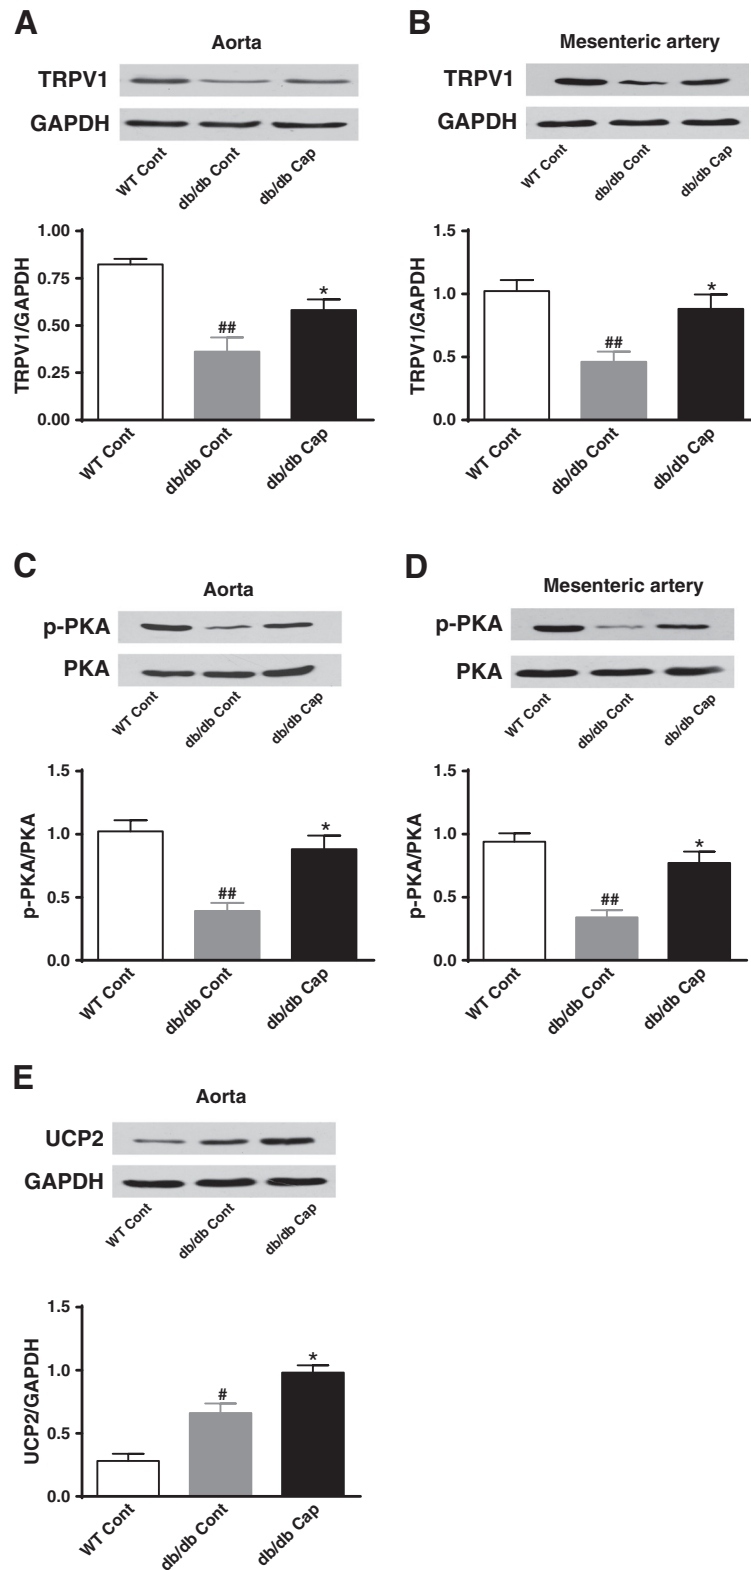 A
Aorta
TRPV1
GAPDH
WT Cont
db/db Cont
db/db Cap
1.00
0.75
0.50
0.25
0.00
TRPV1/GAPDH
##
*
WT Cont
db/db Cont
db/db Cap
B
Mesenteric artery
TRPV1
GAPDH
WT Cont
db/db Cont
db/db Cap
1.5
1.0
0.5
0.0
TRPV1/GAPDH
##
*
WT Cont
db/db Cont
db/db Cap
C
Aorta
p-PKA
PKA
WT Cont
db/db Cont
db/db Cap
1.5
1.0
0.5
0.0
p-PKA/PKA
##
*
WT Cont
db/db Cont
db/db Cap
D
Mesenteric artery
p-PKA
PKA
WT Cont
db/db Cont
db/db Cap
1.5
1.0
0.5
0.0
p-PKA/PKA
##
*
WT Cont
db/db Cont
db/db Cap
E
Aorta
UCP2
GAPDH
WT Cont
db/db Cont
db/db Cap
1.5
1.0
0.5
0.0
UCP2/GAPDH
#
*
WT Cont
db/db Cont
db/db Cap